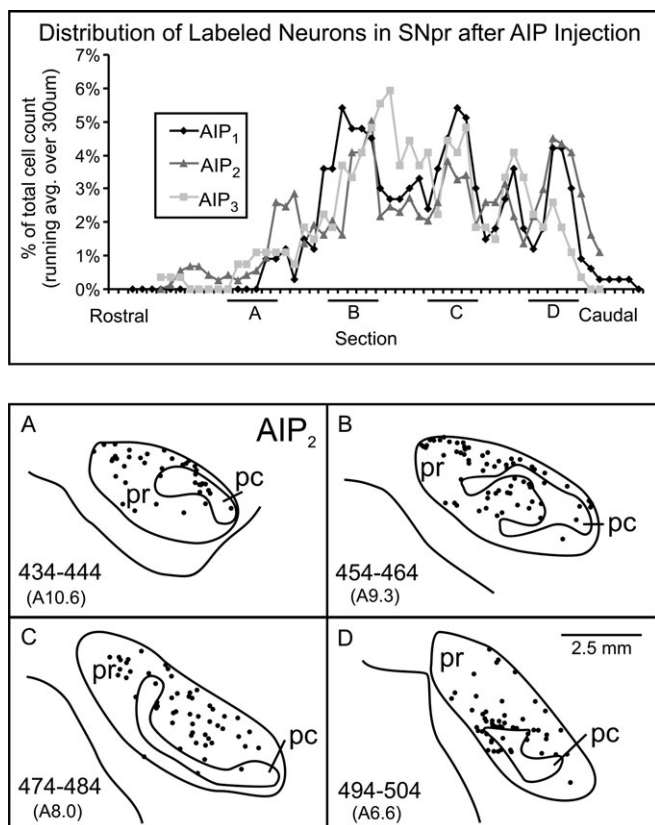 Distribution of Labeled Neurons in SNpr after AIP Injection
% of total cell count
(running avg. over 300um)
7%
6%
5%
4%
3%
2%
1%
0%
AIP1
AIP2
AIP3
Rostral
A
B
C
D
Caudal
Section
A
AIP2
pr
pc
434-444
(A10.6)
B
pr
pc
454-464
(A9.3)
C
pr
pc
474-484
(A8.0)
D
2.5 mm
pr
pc
494-504
(A6.6)